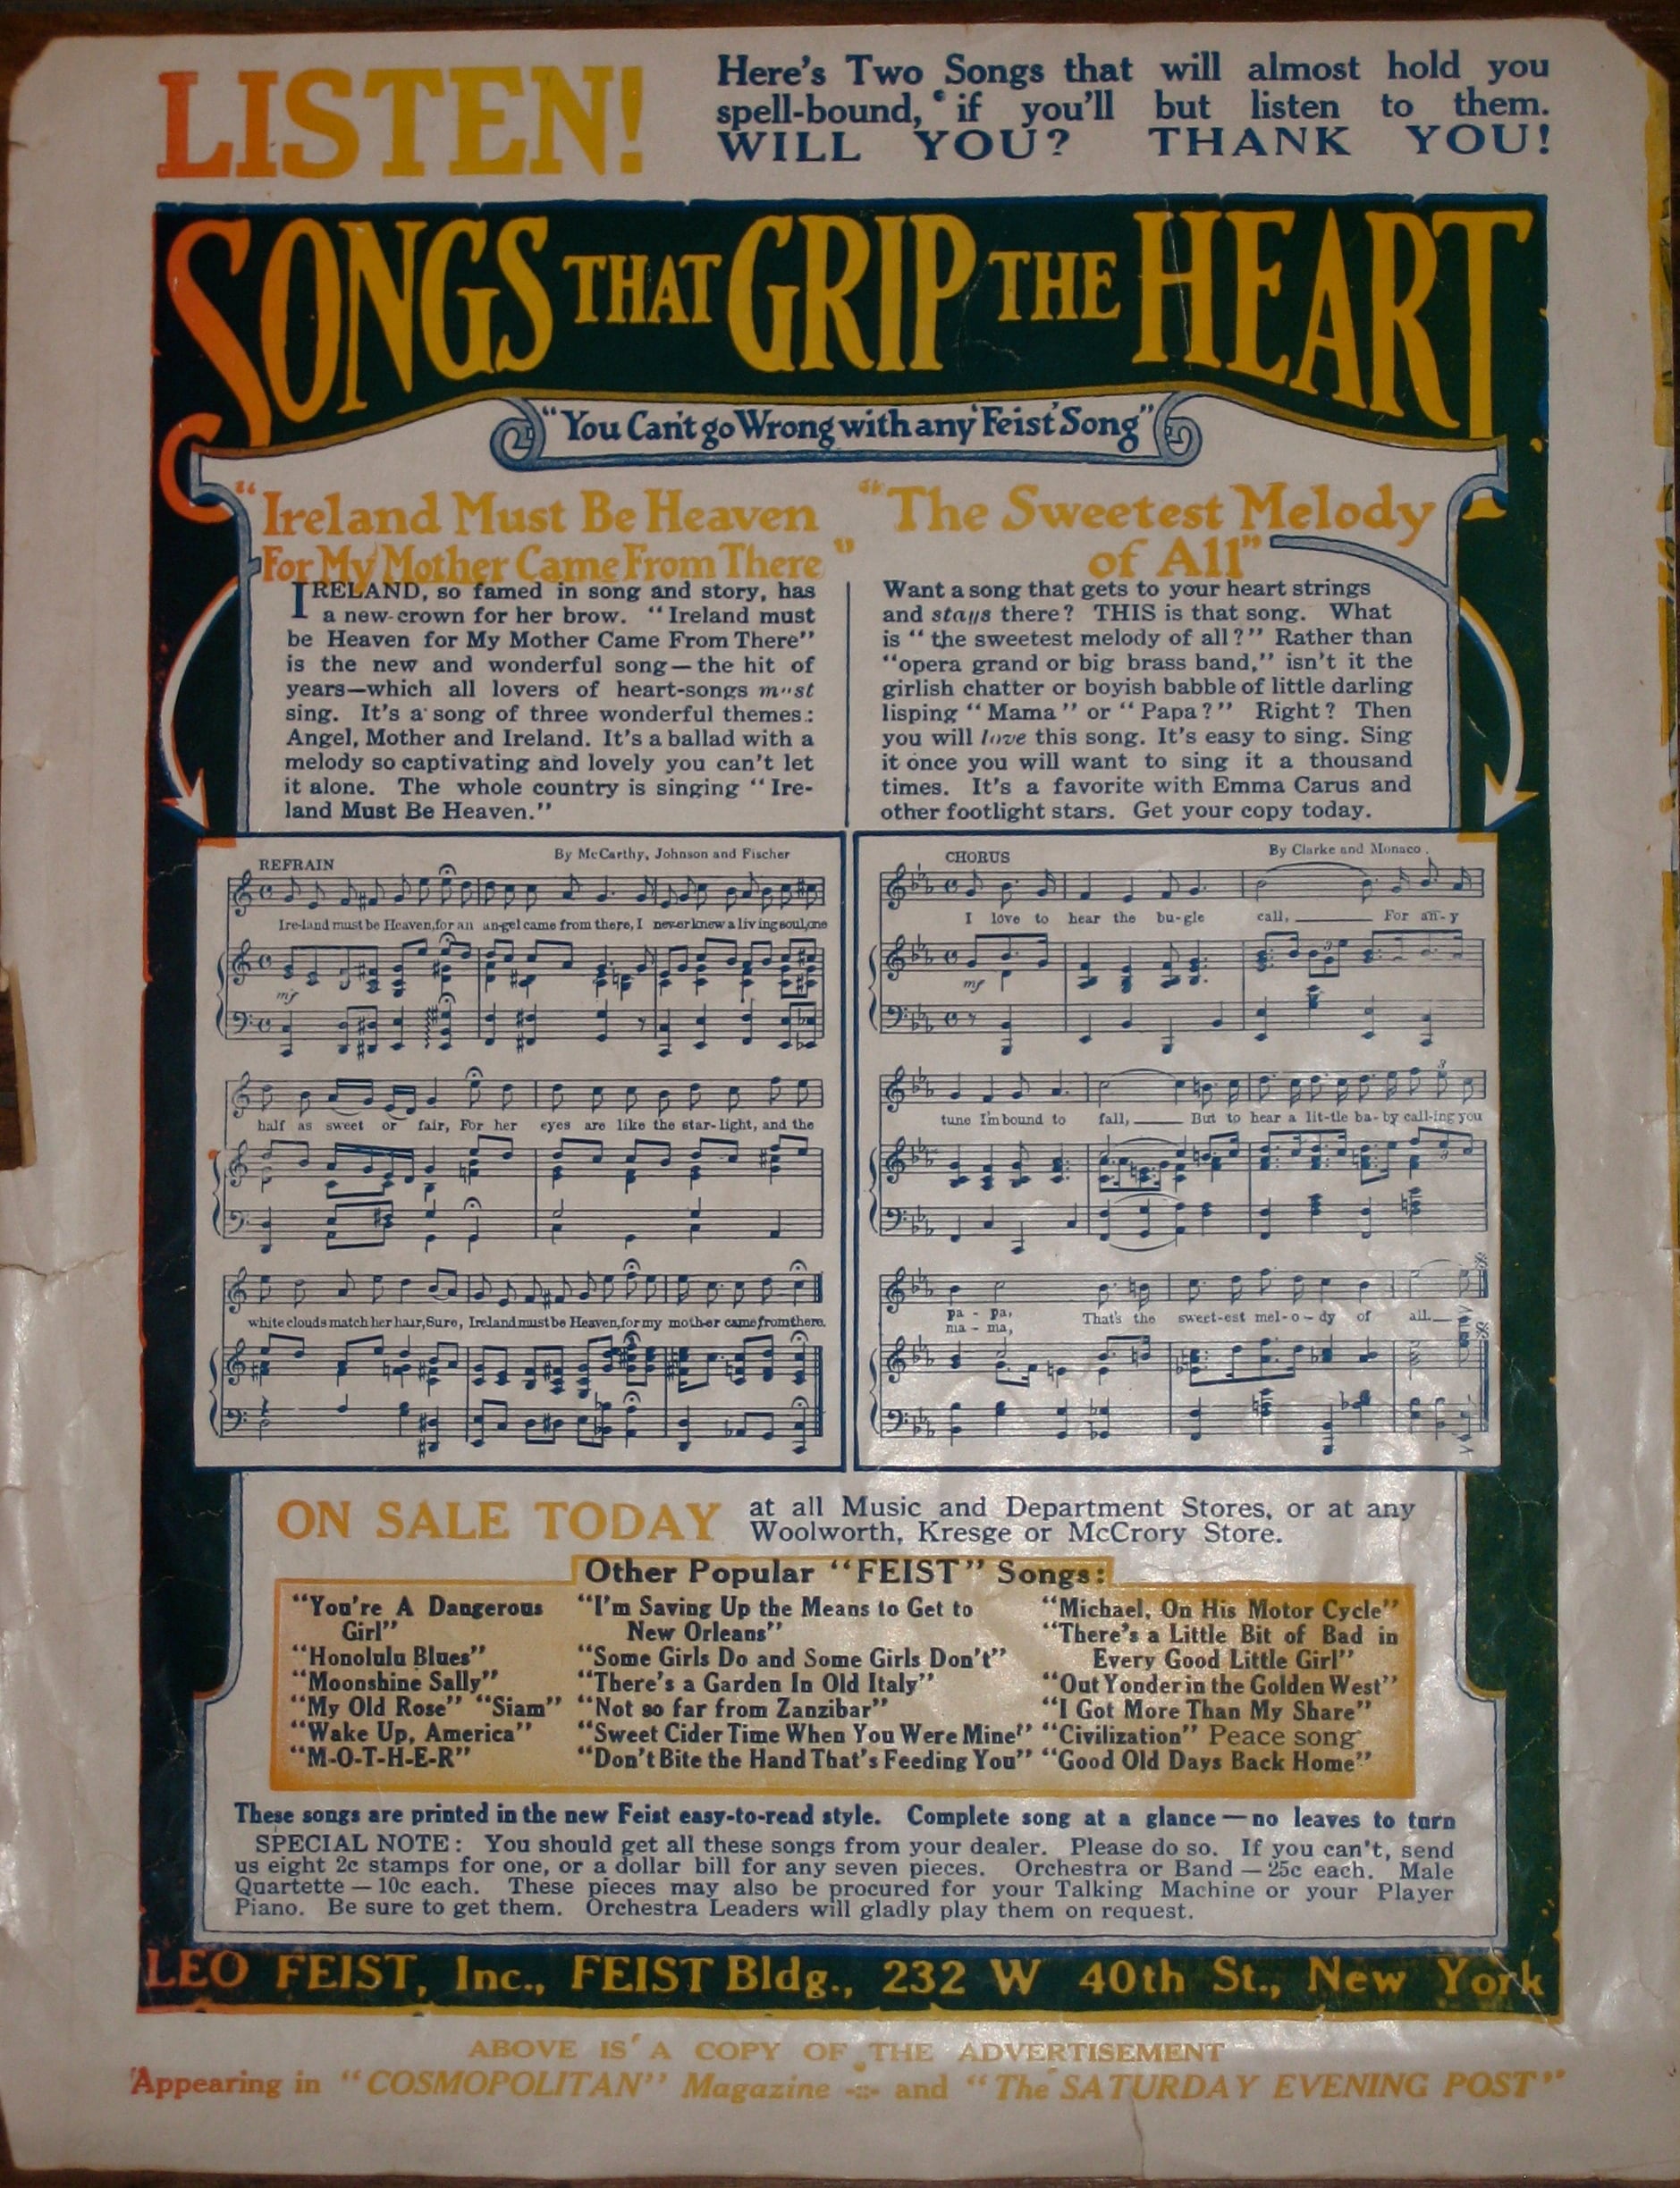 LISTEN!
Here's Two Songs that will almost hold you
spell-bound, if you'll but listen to them.
WILL YOU? THANK YOU!
SONGS THAT GRIP THE HEART
"You Can't go Wrong with any 'Feist' Song"
"Ireland Must Be Heaven
For My Mother Came From There"
IRELAND, so famed in song and story, has
a new crown for her brow. "Ireland must
be Heaven for My Mother Came From There"
is the new and wonderful song—the hit of
years—which all lovers of heart-songs must
sing. It's a song of three wonderful themes:
Angel, Mother and Ireland. It's a ballad with a
melody so captivating and lovely you can't let
it alone. The whole country is singing "Ire-
land Must Be Heaven."
"The Sweetest Melody
of All"
Want a song that gets to your heart strings
and stays there? THIS is that song. What
is "the sweetest melody of all?" Rather than
"opera grand or big brass band," isn't it the
girlish chatter or boyish babble of little darling
lisping "Mama" or "Papa?" Right? Then
you will love this song. It's easy to sing. Sing
it once you will want to sing it a thousand
times. It's a favorite with Emma Carus and
other footlight stars. Get your copy today.
REFRAIN
By McCarthy, Johnson and Fischer
Ire-land must be Heaven, for an an-gel came from there, I nev-er knew a liv ing soul, one
mf
half as sweet or fair, For her eyes are like the star-light, and the
white clouds match her hair, Sure, Ireland must be Heaven, for my moth-er came from there.
CHORUS
By Clarke and Monaco.
I love to hear the bu-gle call, For an-y
mf
tune I'm bound to fall, But to hear a lit-tle ba-by call-ing you
pa - pa, That's the sweet-est mel-o-dy of all.
ma - ma,
ON SALE TODAY
at all Music and Department Stores, or at any
Woolworth, Kresge or McCrory Store.
Other Popular "FEIST" Songs:
"You're A Dangerous
Girl"
"Honolulu Blues"
"Moonshine Sally"
"My Old Rose" "Siam"
"Wake Up, America"
"M-O-T-H-E-R"
"I'm Saving Up the Means to Get to
New Orleans"
"Some Girls Do and Some Girls Don't"
"There's a Garden In Old Italy"
"Not so far from Zanzibar"
"Sweet Cider Time When You Were Mine"
"Don't Bite the Hand That's Feeding You"
"Michael, On His Motor Cycle"
"There's a Little Bit of Bad in
Every Good Little Girl"
"Out Yonder in the Golden West"
"I Got More Than My Share"
"Civilization" Peace song
"Good Old Days Back Home"
These songs are printed in the new Feist easy-to-read style. Complete song at a glance—no leaves to turn
SPECIAL NOTE: You should get all these songs from your dealer. Please do so. If you can't, send
us eight 2c stamps for one, or a dollar bill for any seven pieces. Orchestra or Band—25c each. Male
Quartette—10c each. These pieces may also be procured for your Talking Machine or your Player
Piano. Be sure to get them. Orchestra Leaders will gladly play them on request.
LEO FEIST, Inc., FEIST Bldg., 232 W 40th St., New York
ABOVE IS A COPY OF THE ADVERTISEMENT
Appearing in "COSMOPOLITAN" Magazine and "The SATURDAY EVENING POST"